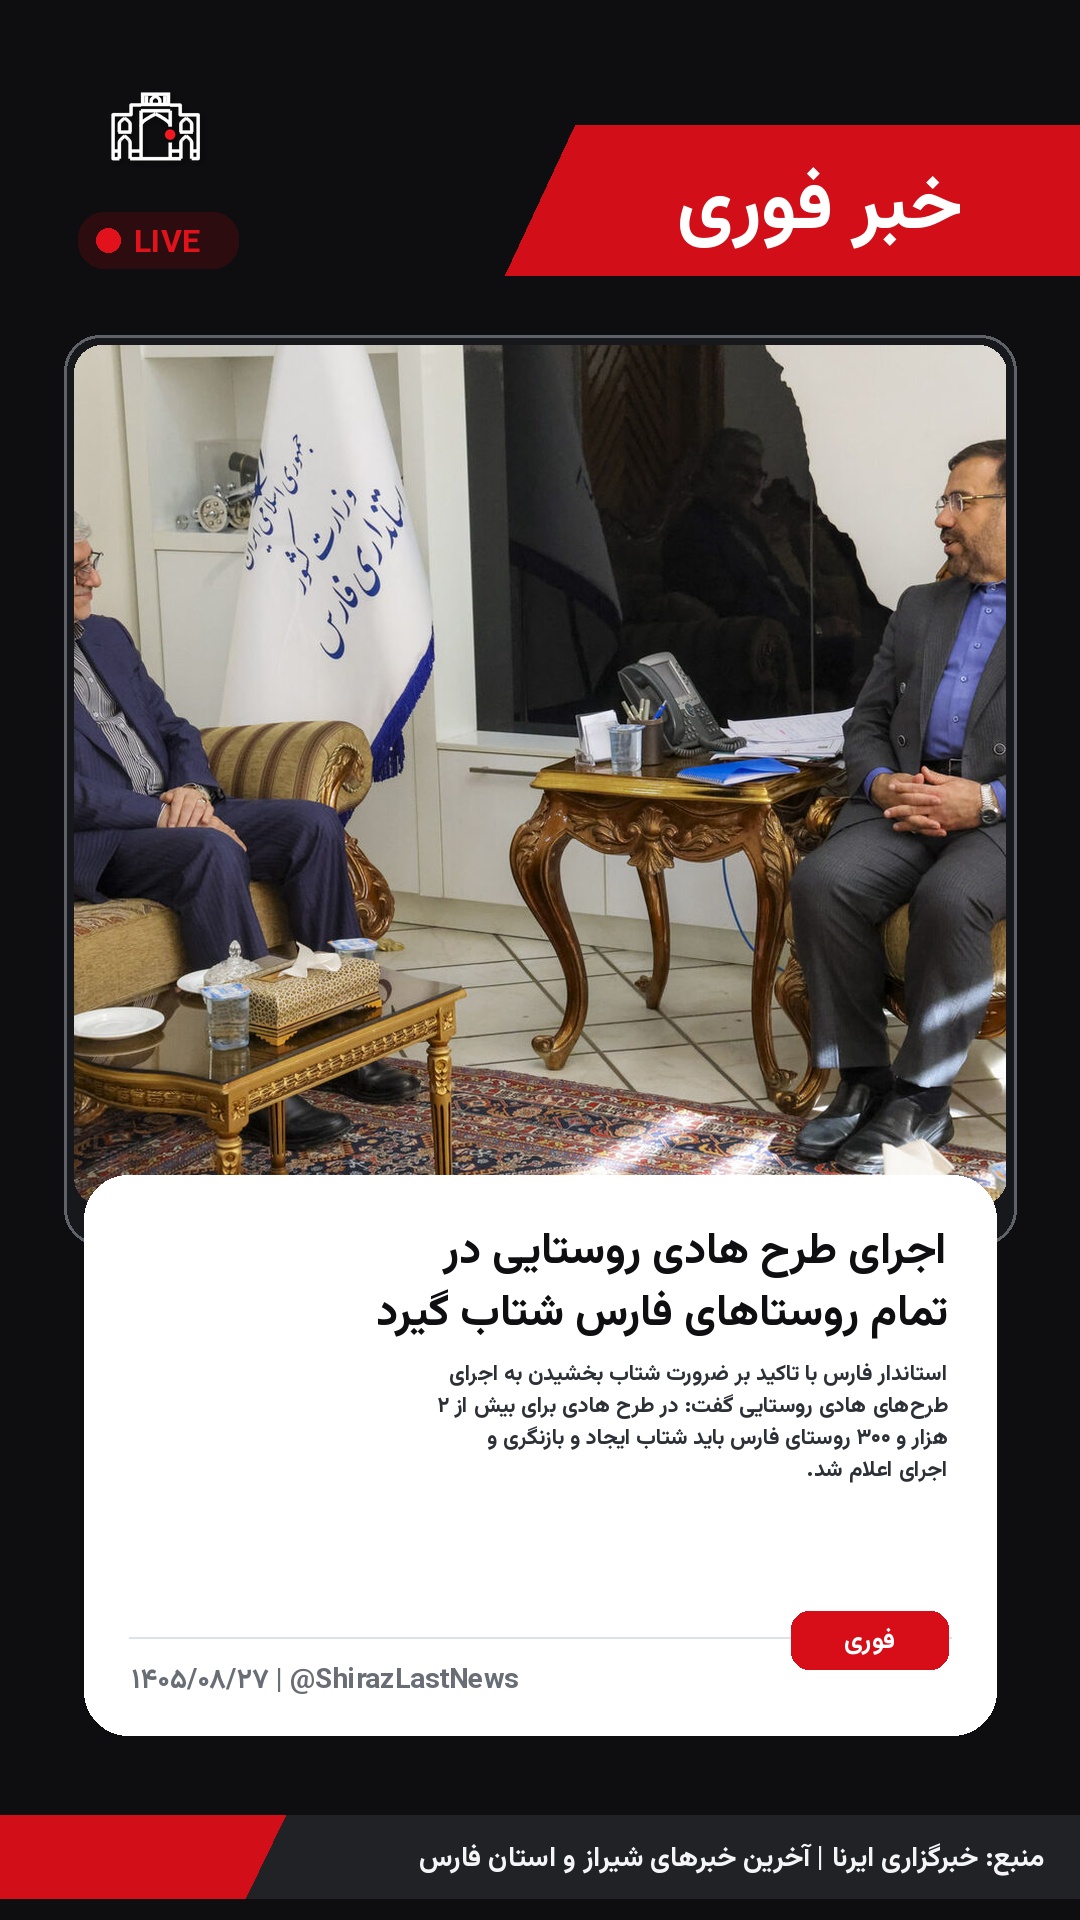 خبر فوری
LIVE
جمهوری اسلامی ایران
وزارت کشور
استانداری فارس
اجرای طرح هادی روستایی در
تمام روستاهای فارس شتاب گیرد
استاندار فارس با تاکید بر ضرورت شتاب بخشیدن به اجرای
طرح‌های هادی روستایی گفت: در طرح هادی برای بیش از ۲
هزار و ۳۰۰ روستای فارس باید شتاب ایجاد و بازنگری و
اجرای اعلام شد.
فوری
۱۴۰۵/۰۸/۲۷ | @ShirazLastNews
منبع: خبرگزاری ایرنا | آخرین خبرهای شیراز و استان فارس